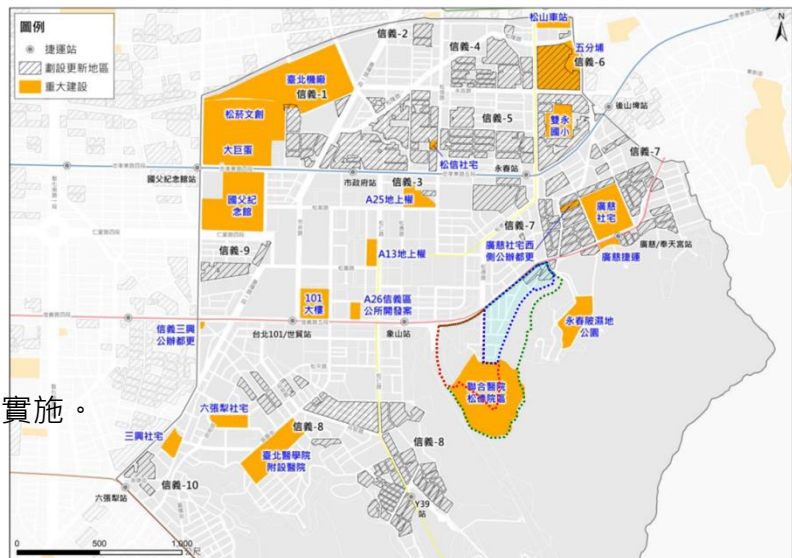 圖例
捷運站
劃設更新地區
重大建設
N
松山車站
信義-2
信義-4
五分埔
信義-6
臺北機廠
信義-1
後山埤站
松菸文創
信義-5
雙永
國小
大巨蛋
松信社宅
信義-7
永春站
國父紀念館站
市政府站
信義-3
廣慈
社宅
國父紀
念館
A25地上權
信義-7
廣慈社宅西
側公辦都更
廣慈/奉天宮站
廣慈捷運
信義-9
A13地上權
101
大樓
A26信義區
公所開發案
永春陂濕地
公園
信義三興
公辦都更
台北101/世貿站
象山站
聯合醫院
松德院區
實施。
六張犁社宅
三興社宅
信義-8
臺北醫學院
附設醫院
信義-8
六張犁站
信義-10
Y39
站
0 500 1,000
公尺